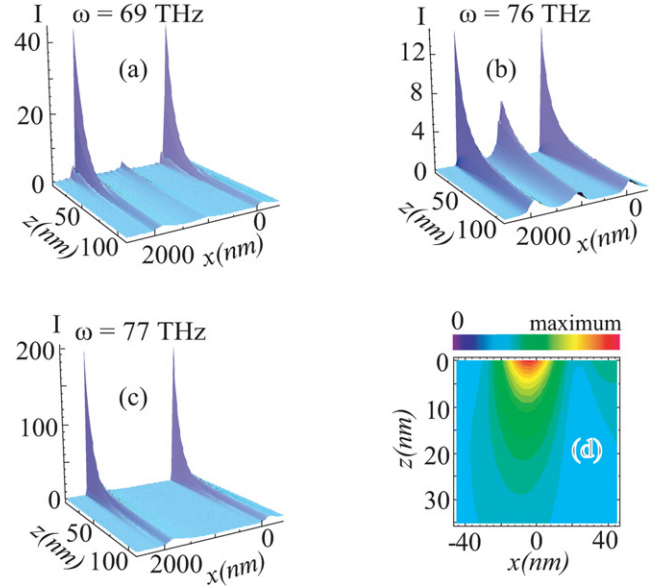 I ω = 69 THz
40
20
0
(a)
50
100
z(nm)
2000
0
x(nm)
I ω = 76 THz
12
8
4
0
(b)
50
100
z(nm)
2000
0
x(nm)
I ω = 77 THz
200
100
0
(c)
50
100
z(nm)
2000
0
x(nm)
0 maximum
0
10
20
30
z(nm)
(d)
-40 0 40
x(nm)